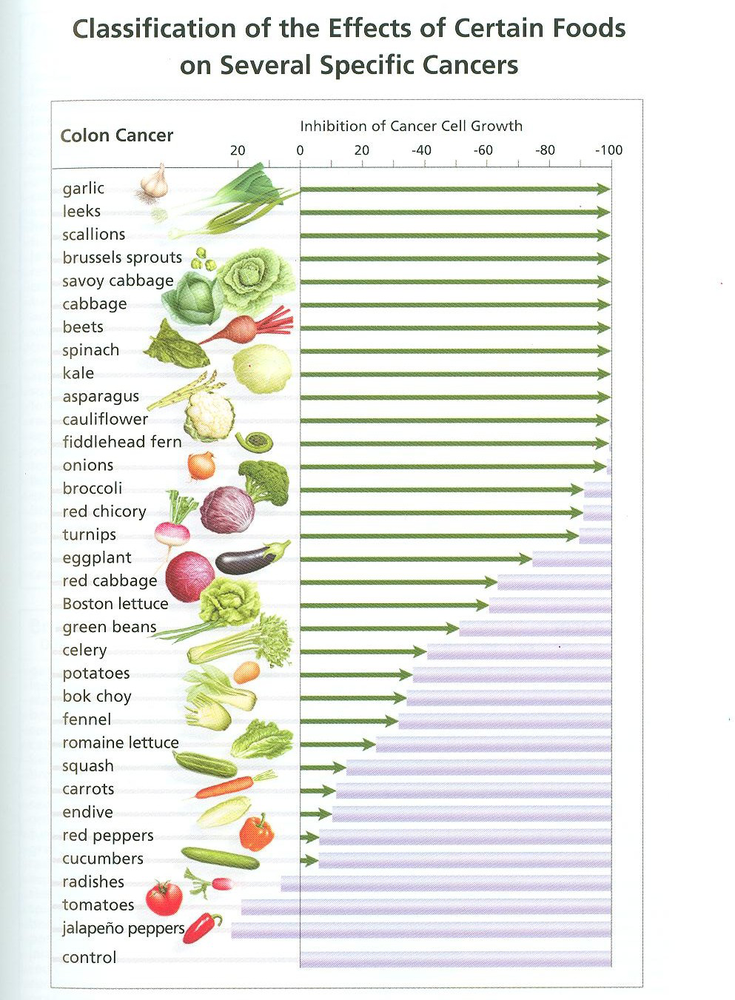 Classification of the Effects of Certain Foods
on Several Specific Cancers
Inhibition of Cancer Cell Growth
Colon Cancer
20 0 20 -40 -60 -80 -100
garlic
leeks
scallions
brussels sprouts
savoy cabbage
cabbage
beets
spinach
kale
asparagus
cauliflower
fiddlehead fern
onions
broccoli
red chicory
turnips
eggplant
red cabbage
Boston lettuce
green beans
celery
potatoes
bok choy
fennel
romaine lettuce
squash
carrots
endive
red peppers
cucumbers
radishes
tomatoes
jalapeño peppers
control